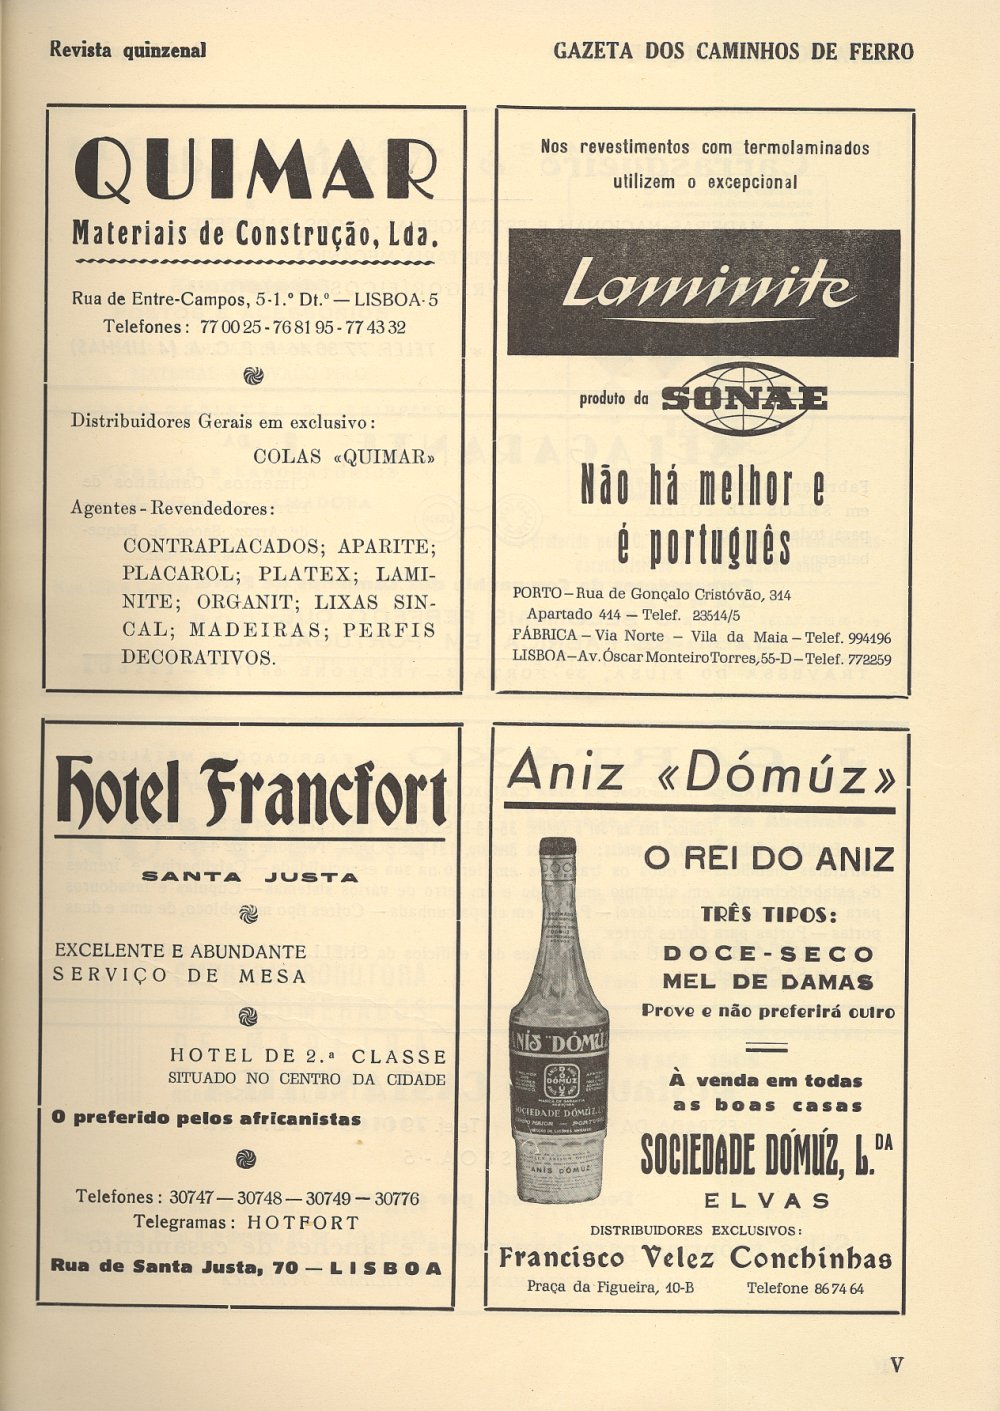 Revista quinzenal
GAZETA DOS CAMINHOS DE FERRO
QUIMAR
Materiais de Construção, Lda.
Rua de Entre-Campos, 5-1.º Dt.º — LISBOA-5
Telefones: 77 00 25 - 76 81 95 - 77 43 32
Distribuidores Gerais em exclusivo:
COLAS «QUIMAR»
Agentes - Revendedores:
CONTRAPLACADOS; APARITE;
PLACAROL; PLATEX; LAMI-
NITE; ORGANIT; LIXAS SIN-
CAL; MADEIRAS; PERFIS
DECORATIVOS.
Nos revestimentos com termolaminados
utilizem o excepcional
Laminite
produto da SONAE
Não há melhor e
é português
PORTO — Rua de Gonçalo Cristóvão, 314
Apartado 414 — Telef. 23514/5
FÁBRICA — Via Norte — Vila da Maia — Telef. 994196
LISBOA—Av. Óscar Monteiro Torres, 55-D — Telef. 772259
Hotel Francfort
SANTA JUSTA
EXCELENTE E ABUNDANTE
SERVIÇO DE MESA
HOTEL DE 2.ª CLASSE
SITUADO NO CENTRO DA CIDADE
O preferido pelos africanistas
Telefones: 30747 — 30748 — 30749 — 30776
Telegramas: HOTFORT
Rua de Santa Justa, 70 — LISBOA
Aniz «Dómúz»
O REI DO ANIZ
TRÊS TIPOS:
DOCE-SECO
MEL DE DAMAS
Prove e não preferirá outro
ANÍS "DÓMÚZ
DÓMÚZ
SOCIEDADE DÓMÚZ, L.DA
CAMPO MAIOR — PORTUGAL
"ANÍS DÓMÚZ"
À venda em todas
as boas casas
SOCIEDADE DÓMÚZ, L.DA
ELVAS
DISTRIBUIDORES EXCLUSIVOS:
Francisco Velez Conchinhas
Praça da Figueira, 10-B Telefone 86 74 64
V